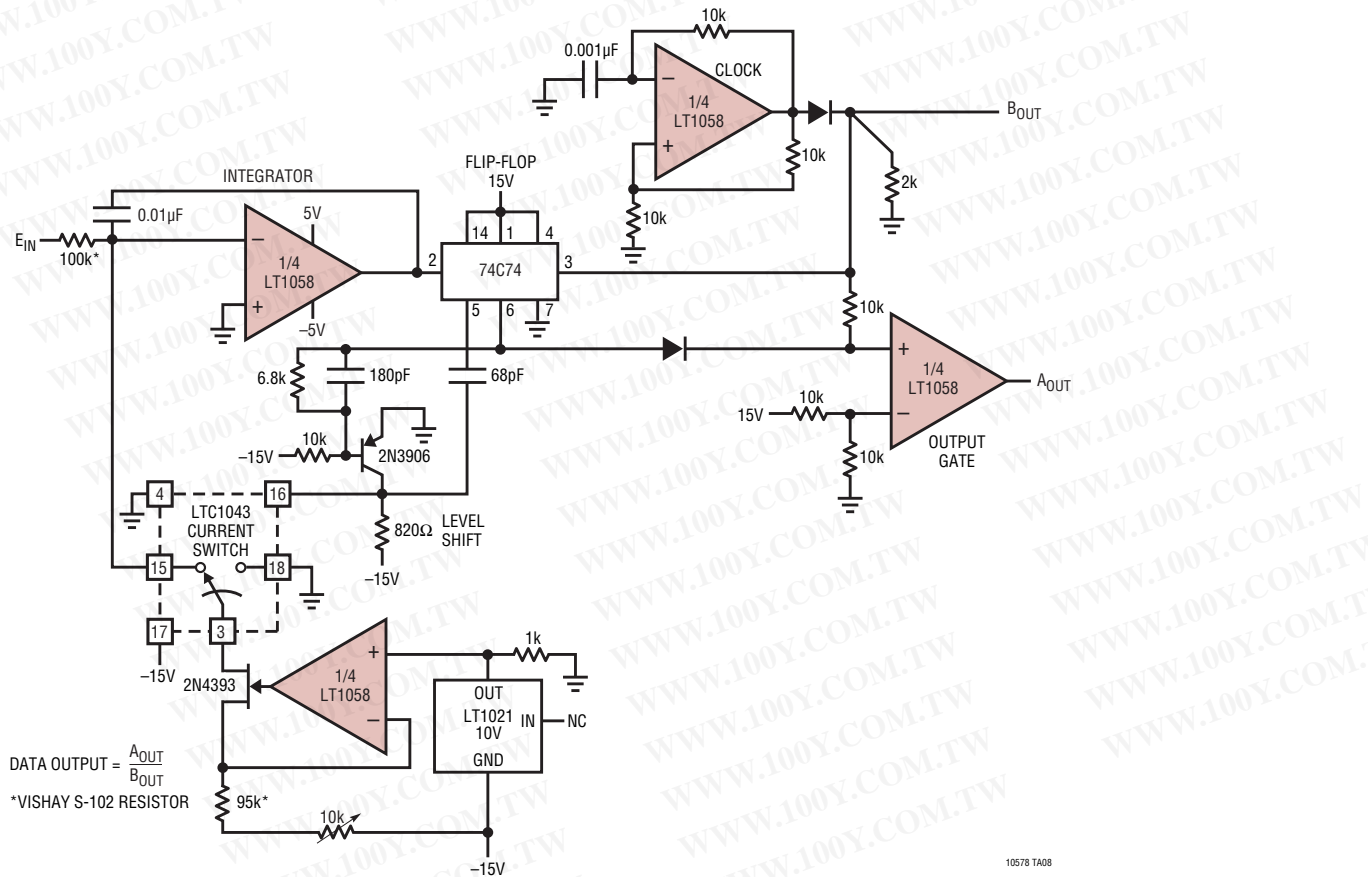 10k
0.001µF
CLOCK
1/4
LT1058
BOUT
10k
2k
10k
FLIP-FLOP
15V
INTEGRATOR
0.01µF
5V
EIN
100k*
1/4
LT1058
–5V
14 1 4
2 74C74 3
5 6 7
10k
6.8k
180pF
68pF
1/4
LT1058
AOUT
15V
10k
10k
OUTPUT
GATE
–15V
10k
2N3906
4 16
LTC1043
CURRENT
SWITCH
820Ω
LEVEL
SHIFT
–15V
15 18
17 3
–15V
2N4393
1/4
LT1058
1k
OUT
LT1021
10V
IN
NC
GND
DATA OUTPUT = AOUT
BOUT
*VISHAY S-102 RESISTOR
95k*
10k
–15V
10578 TA08
WWW.100Y.COM.TW